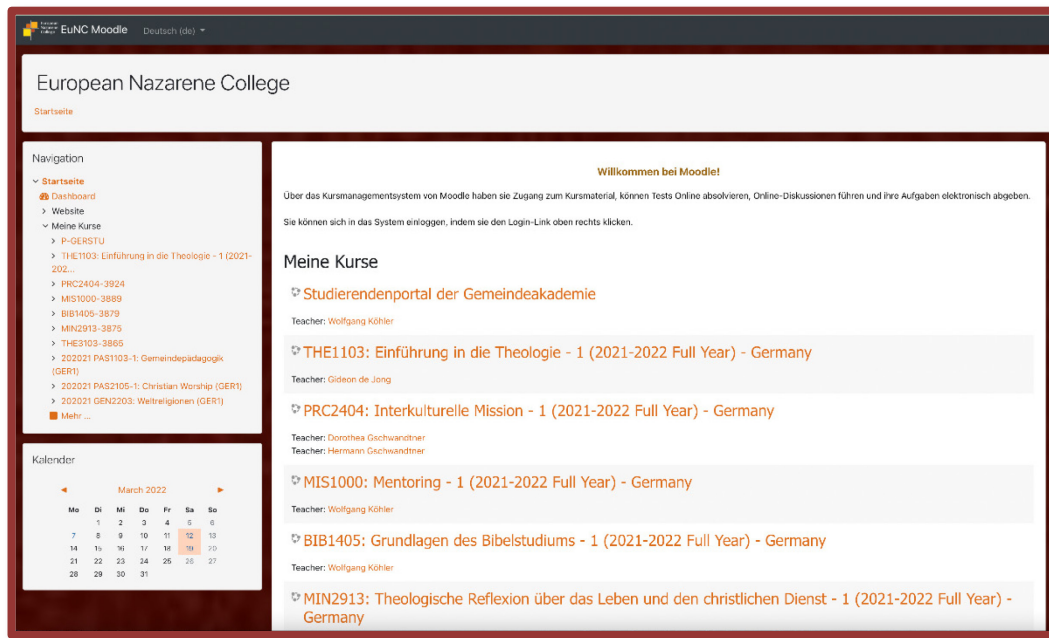 European
Nazarene
College
EuNC Moodle
Deutsch (de)
European Nazarene College
Startseite
Navigation
Startseite
Dashboard
Website
Meine Kurse
P-GERSTU
THE1103: Einführung in die Theologie - 1 (2021-
202...
PRC2404-3924
MIS1000-3889
BIB1405-3879
MIN2913-3875
THE3103-3865
202021 PAS1103-1: Gemeindepädagogik
(GER1)
202021 PAS2105-1: Christian Worship (GER1)
202021 GEN2203: Weltreligionen (GER1)
Mehr ...
Kalender
◄ March 2022 ►
Mo Di Mi Do Fr Sa So
1 2 3 4 5 6
7 8 9 10 11 12 13
14 15 16 17 18 19 20
21 22 23 24 25 26 27
28 29 30 31
Willkommen bei Moodle!
Über das Kursmanagementsystem von Moodle haben sie Zugang zum Kursmaterial, können Tests Online absolvieren, Online-Diskussionen führen und ihre Aufgaben elektronisch abgeben.
Sie können sich in das System einloggen, indem sie den Login-Link oben rechts klicken.
Meine Kurse
Studierendenportal der Gemeindeakademie
Teacher: Wolfgang Köhler
THE1103: Einführung in die Theologie - 1 (2021-2022 Full Year) - Germany
Teacher: Gideon de Jong
PRC2404: Interkulturelle Mission - 1 (2021-2022 Full Year) - Germany
Teacher: Dorothea Gschwandtner
Teacher: Hermann Gschwandtner
MIS1000: Mentoring - 1 (2021-2022 Full Year) - Germany
Teacher: Wolfgang Köhler
BIB1405: Grundlagen des Bibelstudiums - 1 (2021-2022 Full Year) - Germany
Teacher: Wolfgang Köhler
MIN2913: Theologische Reflexion über das Leben und den christlichen Dienst - 1 (2021-2022 Full Year) -
Germany